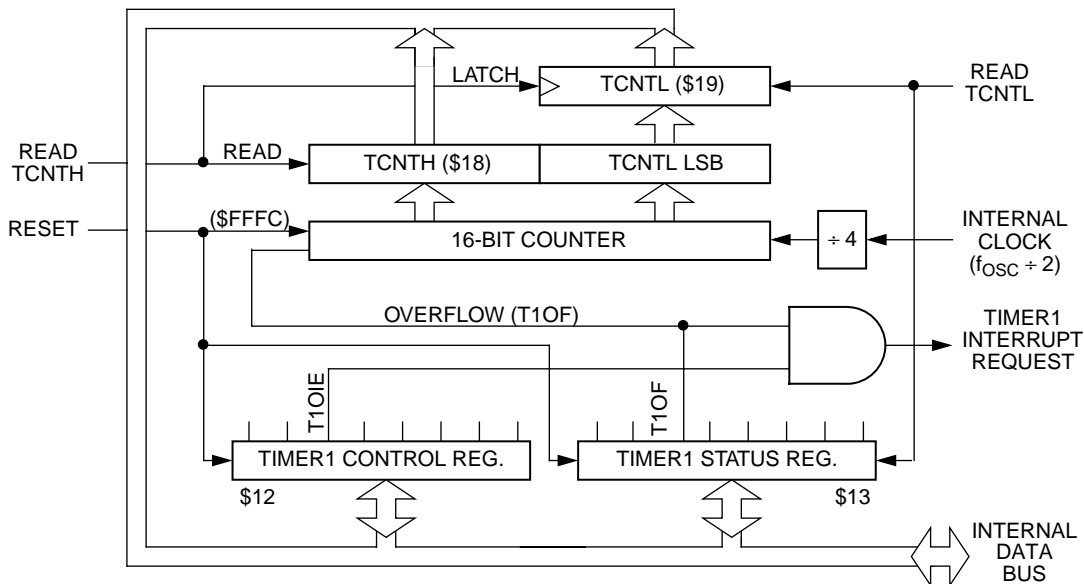 LATCH
TCNTL ($19)
READ
TCNTL
READ
TCNTH
READ
TCNTH ($18)
TCNTL LSB
RESET
($FFFC)
16-BIT COUNTER
÷ 4
INTERNAL
CLOCK
(fOSC ÷ 2)
OVERFLOW (T1OF)
TIMER1
INTERRUPT
REQUEST
T1OIE
T1OF
TIMER1 CONTROL REG.
TIMER1 STATUS REG.
$12
$13
INTERNAL
DATA
BUS